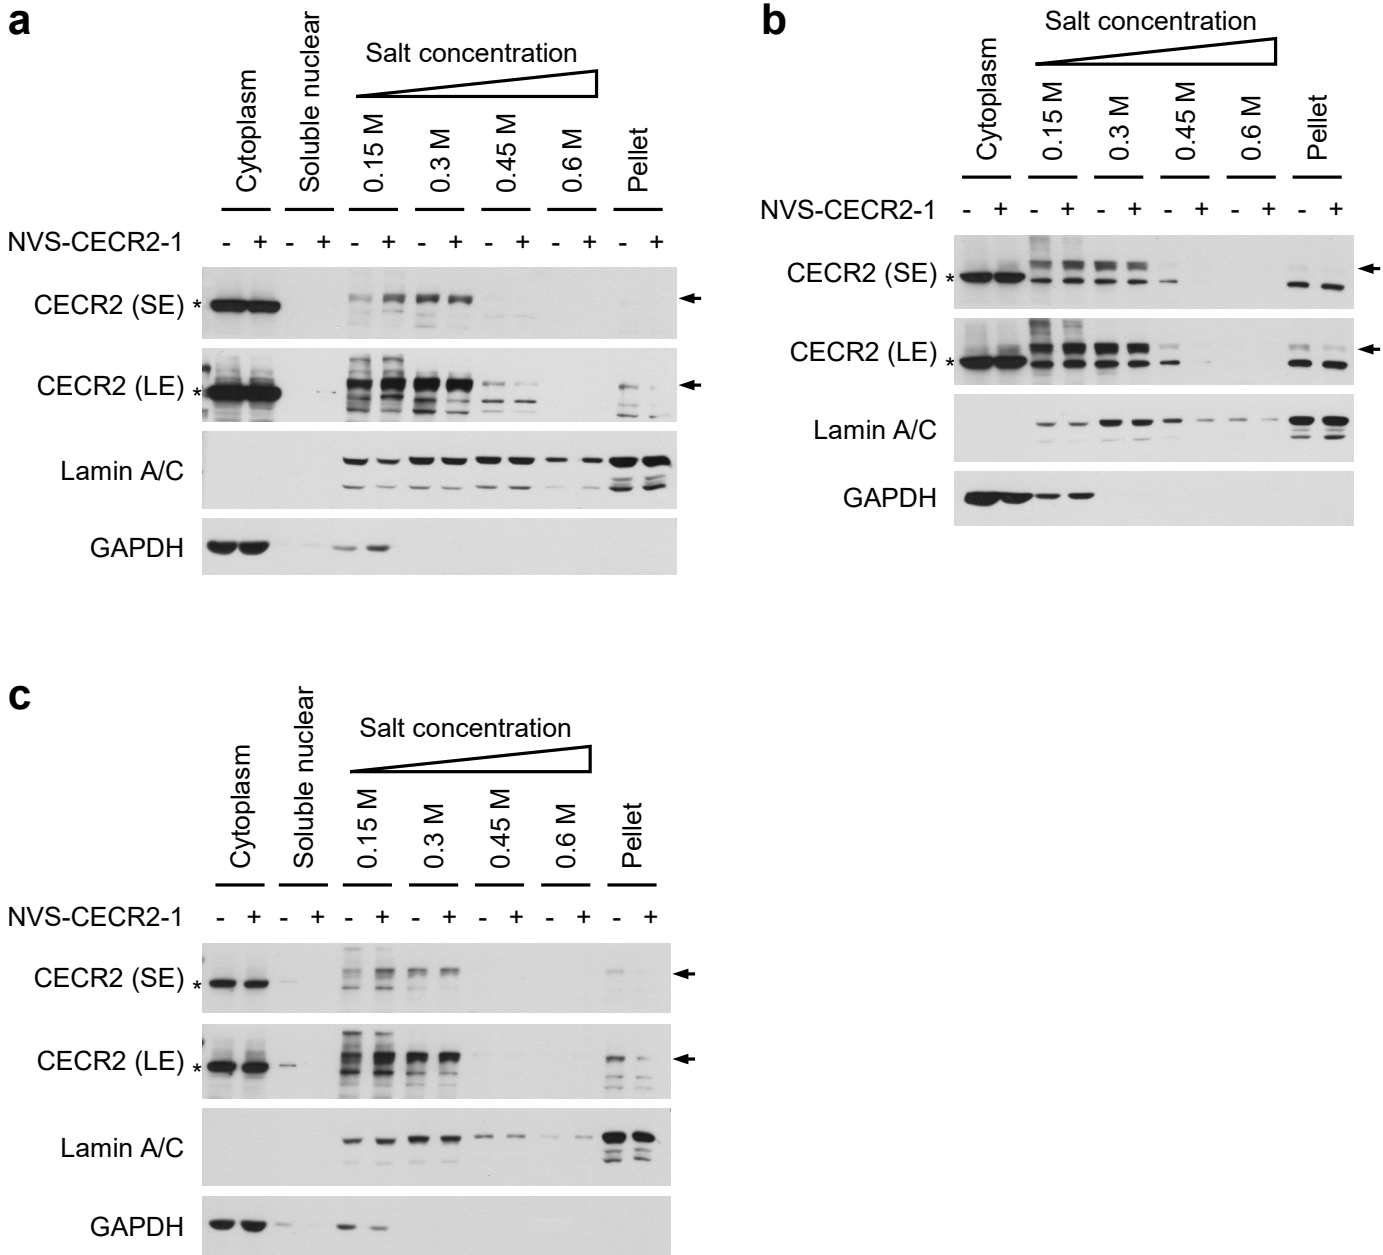 a
Salt concentration
Cytoplasm
Soluble nuclear
0.15 M
0.3 M
0.45 M
0.6 M
Pellet
NVS-CECR2-1 - + - + - + - + - + - + - +
CECR2 (SE) *
CECR2 (LE) *
Lamin A/C
GAPDH
b
Salt concentration
Cytoplasm
0.15 M
0.3 M
0.45 M
0.6 M
Pellet
NVS-CECR2-1 - + - + - + - + - + - +
CECR2 (SE) *
CECR2 (LE) *
Lamin A/C
GAPDH
c
Salt concentration
Cytoplasm
Soluble nuclear
0.15 M
0.3 M
0.45 M
0.6 M
Pellet
NVS-CECR2-1 - + - + - + - + - + - + - +
CECR2 (SE) *
CECR2 (LE) *
Lamin A/C
GAPDH